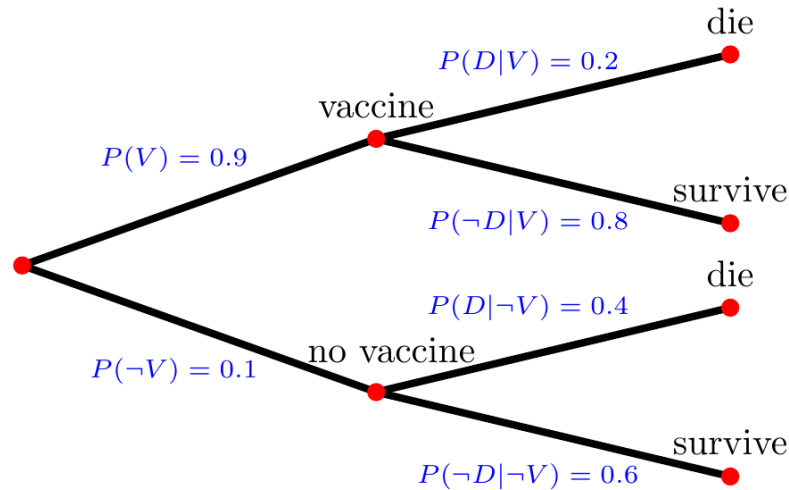 die
P(D|V) = 0.2
vaccine
P(V) = 0.9
survive
P(¬D|V) = 0.8
die
P(D|¬V) = 0.4
no vaccine
P(¬V) = 0.1
survive
P(¬D|¬V) = 0.6